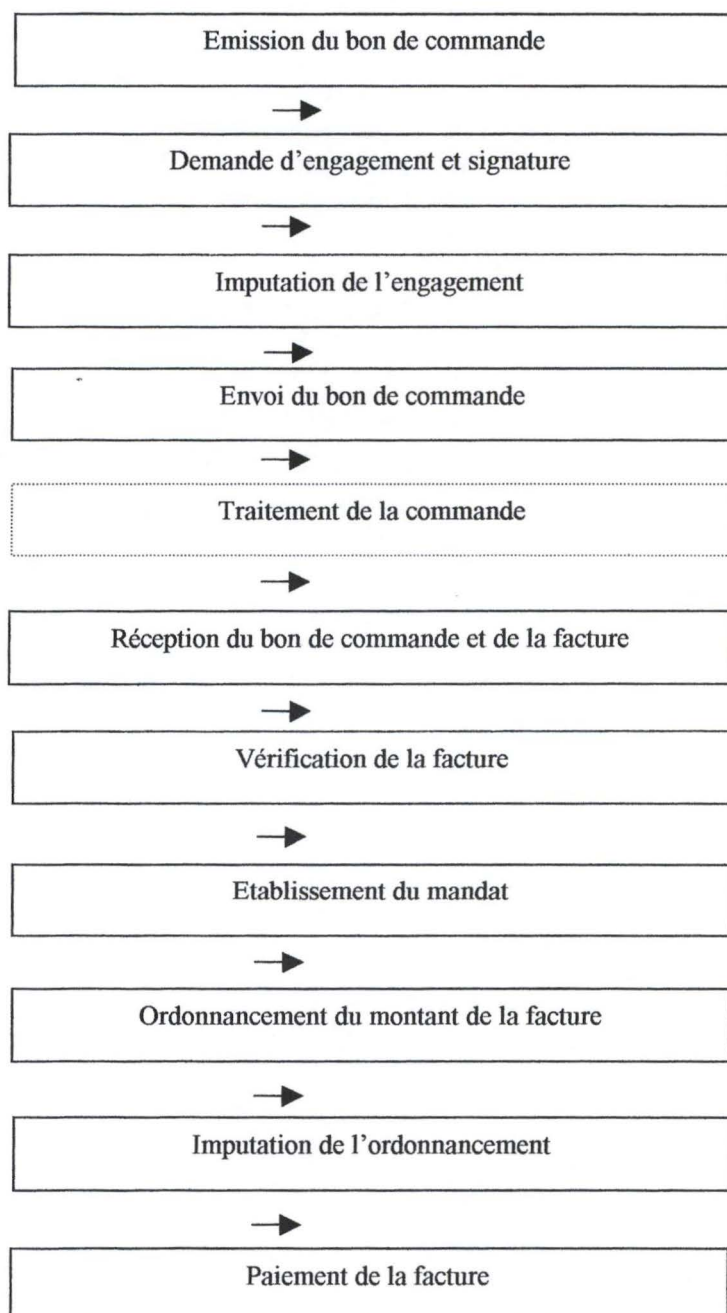 Emission du bon de commande
Demande d’engagement et signature
Imputation de l’engagement
Envoi du bon de commande
Traitement de la commande
Réception du bon de commande et de la facture
Vérification de la facture
Etablissement du mandat
Ordonnancement du montant de la facture
Imputation de l’ordonnancement
Paiement de la facture